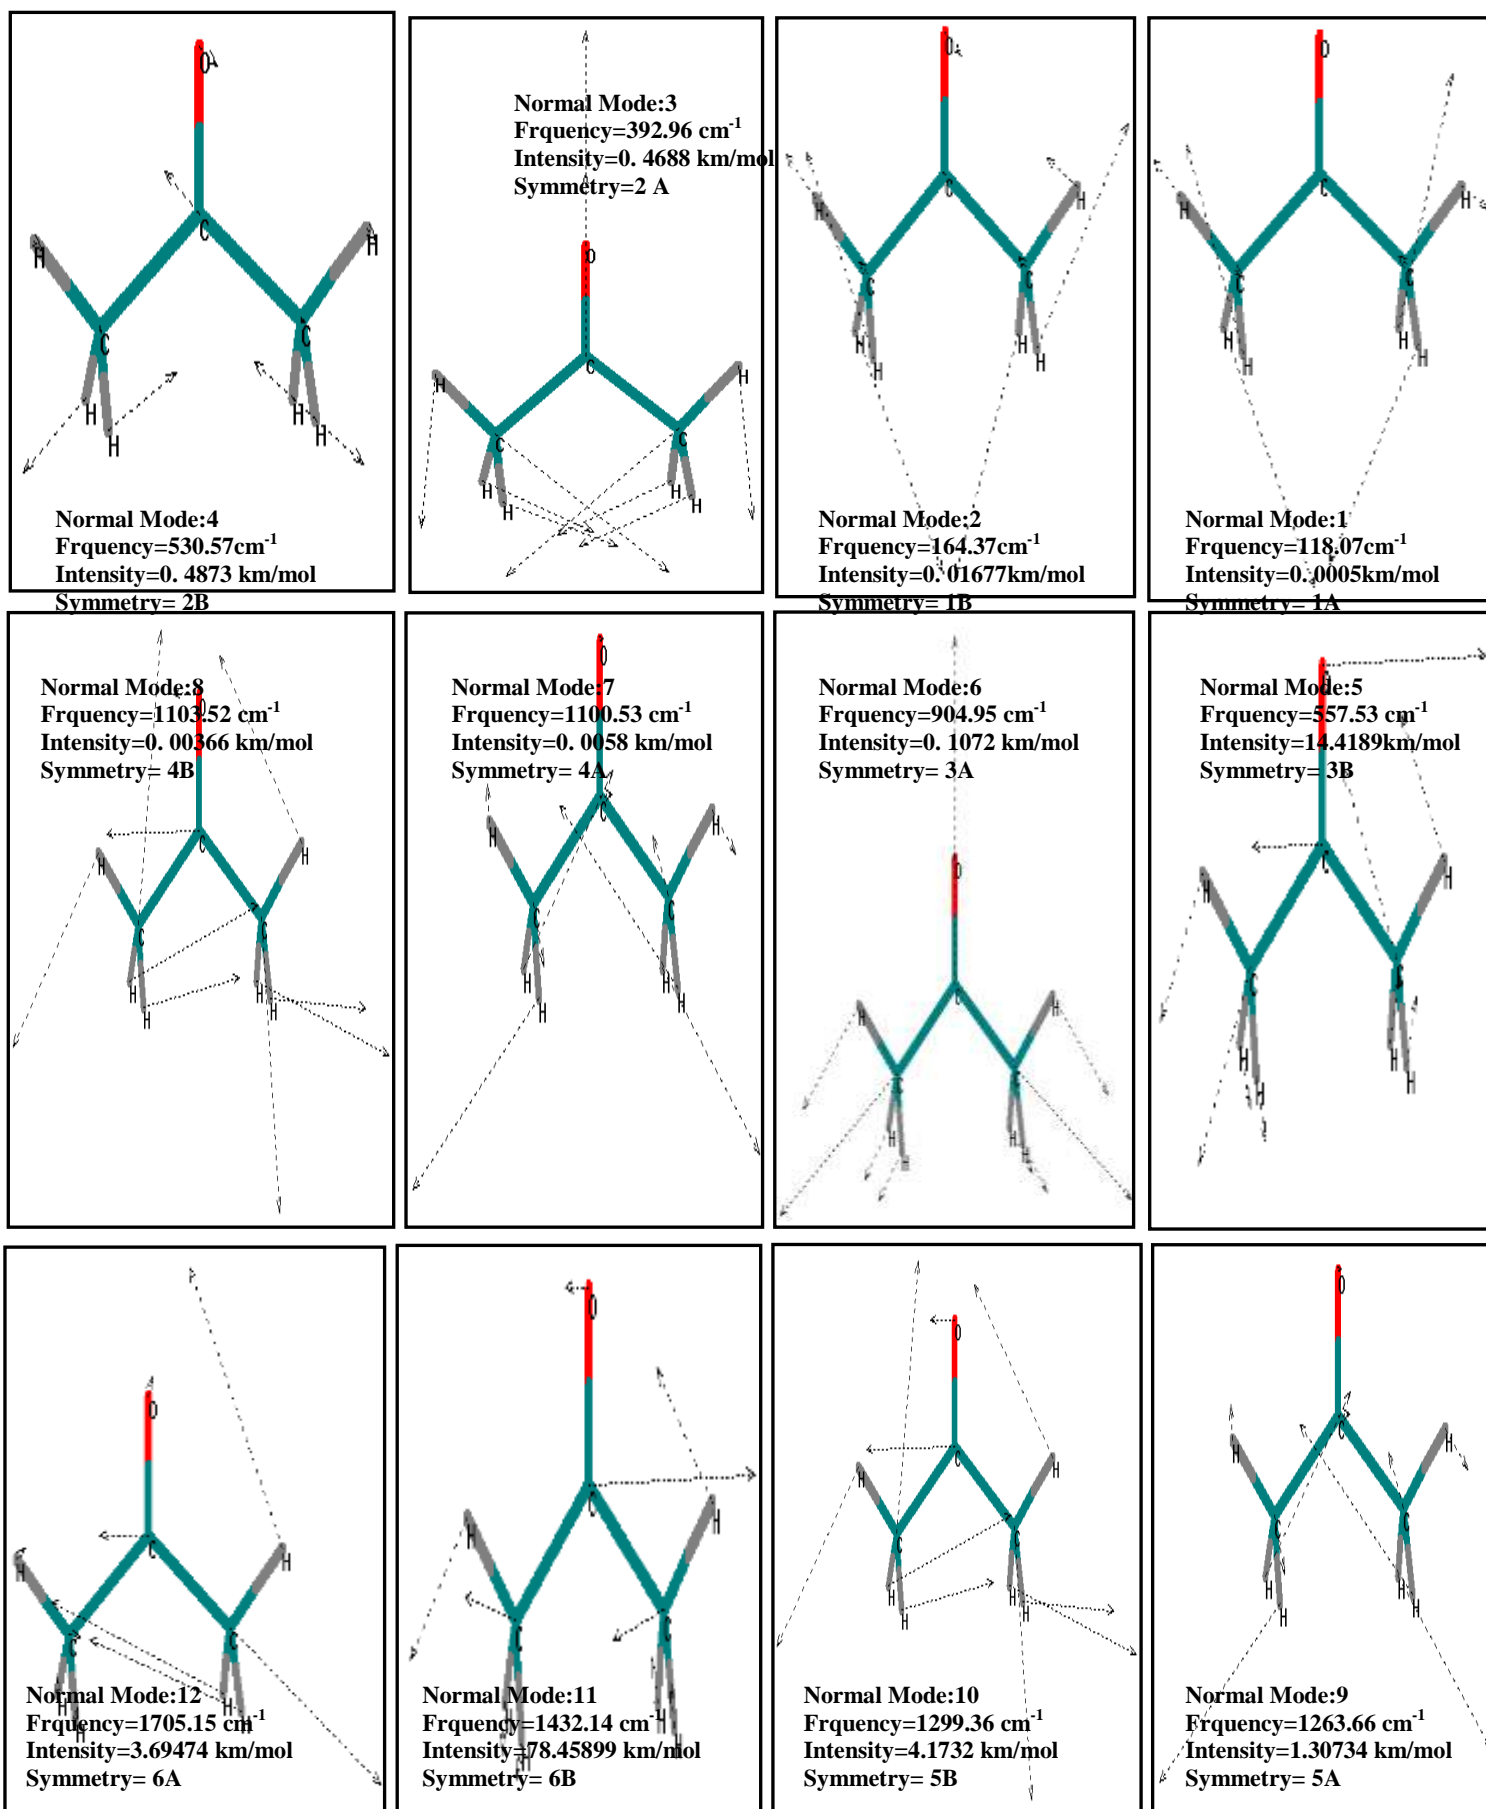 Normal Mode:4
Frquency=530.57cm-1
Intensity=0. 4873 km/mol
Symmetry= 2B
O
C
H
H
C
C
H
H
H
H
Normal Mode:3
Frquency=392.96 cm-1
Intensity=0. 4688 km/mol
Symmetry=2 A
O
C
H
H
C
C
H
H
H
H
Normal Mode:2
Frquency=164.37cm-1
Intensity=0. 01677km/mol
Symmetry= 1B
O
C
H
H
C
C
H
H
H
H
Normal Mode:1
Frquency=118.07cm-1
Intensity=0. 0005km/mol
Symmetry= 1A
O
C
H
H
C
C
H
H
H
H
Normal Mode:8
Frquency=1103.52 cm-1
Intensity=0. 00366 km/mol
Symmetry= 4B
O
C
H
H
C
C
H
H
H
H
Normal Mode:7
Frquency=1100.53 cm-1
Intensity=0. 0058 km/mol
Symmetry= 4A
O
C
H
H
C
C
H
H
H
H
Normal Mode:6
Frquency=904.95 cm-1
Intensity=0. 1072 km/mol
Symmetry= 3A
O
C
H
H
C
C
H
H
H
H
Normal Mode:5
Frquency=557.53 cm-1
Intensity=14.4189km/mol
Symmetry= 3B
C
H
H
C
C
H
H
H
H
O
C
H
H
C
C
H
H
H
H
Normal Mode:12
Frquency=1705.15 cm-1
Intensity=3.69474 km/mol
Symmetry= 6A
O
C
H
H
C
C
H
H
H
H
Normal Mode:11
Frquency=1432.14 cm-1
Intensity=78.45899 km/mol
Symmetry= 6B
O
C
H
H
C
C
H
H
H
H
Normal Mode:10
Frquency=1299.36 cm-1
Intensity=4.1732 km/mol
Symmetry= 5B
O
C
H
H
C
C
H
H
H
H
Normal Mode:9
Frquency=1263.66 cm-1
Intensity=1.30734 km/mol
Symmetry= 5A